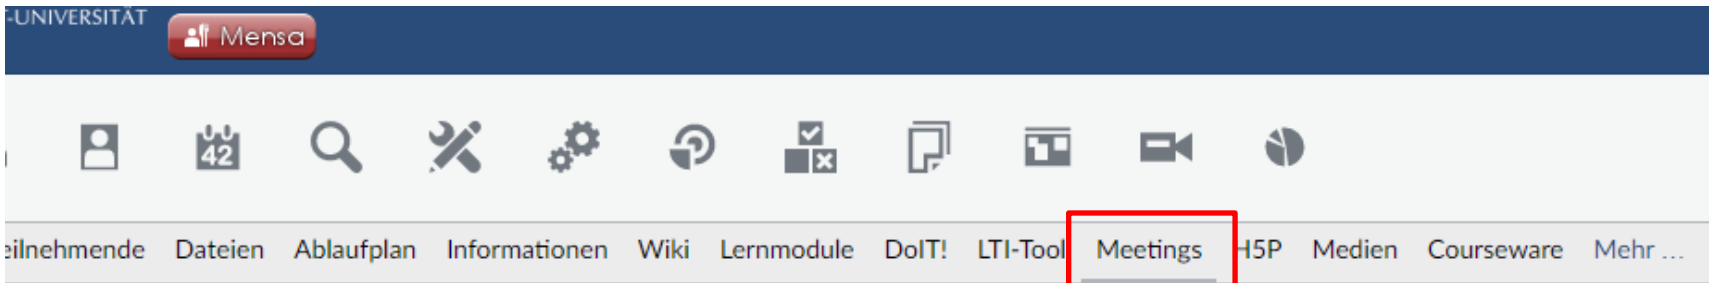 -UNIVERSITÄT
Mensa
42
eilnehmende Dateien Ablaufplan Informationen Wiki Lernmodule DoIT! LTI-Tool Meetings H5P Medien Courseware Mehr ...